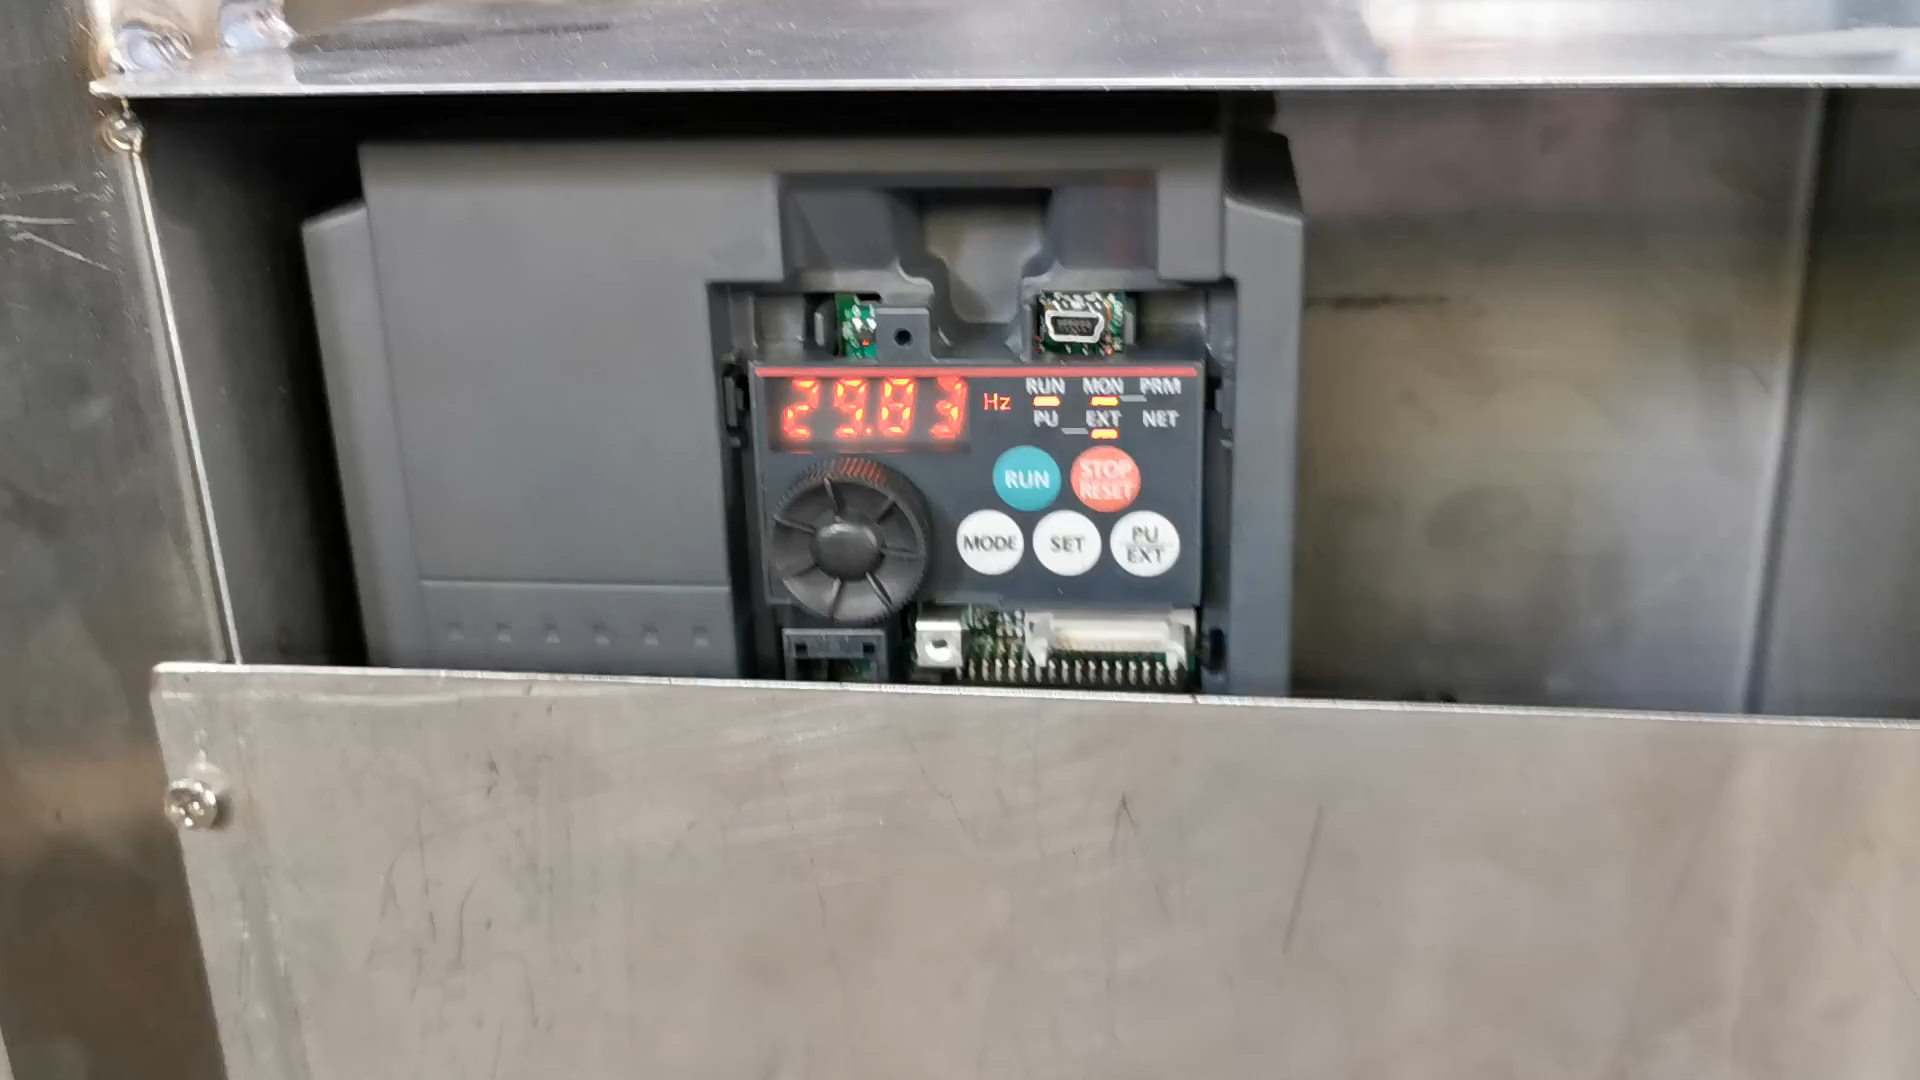 29.83 Hz RUN MON PRM
PU EXT NET
RUN STOP
RESET
MODE SET PU
EXT